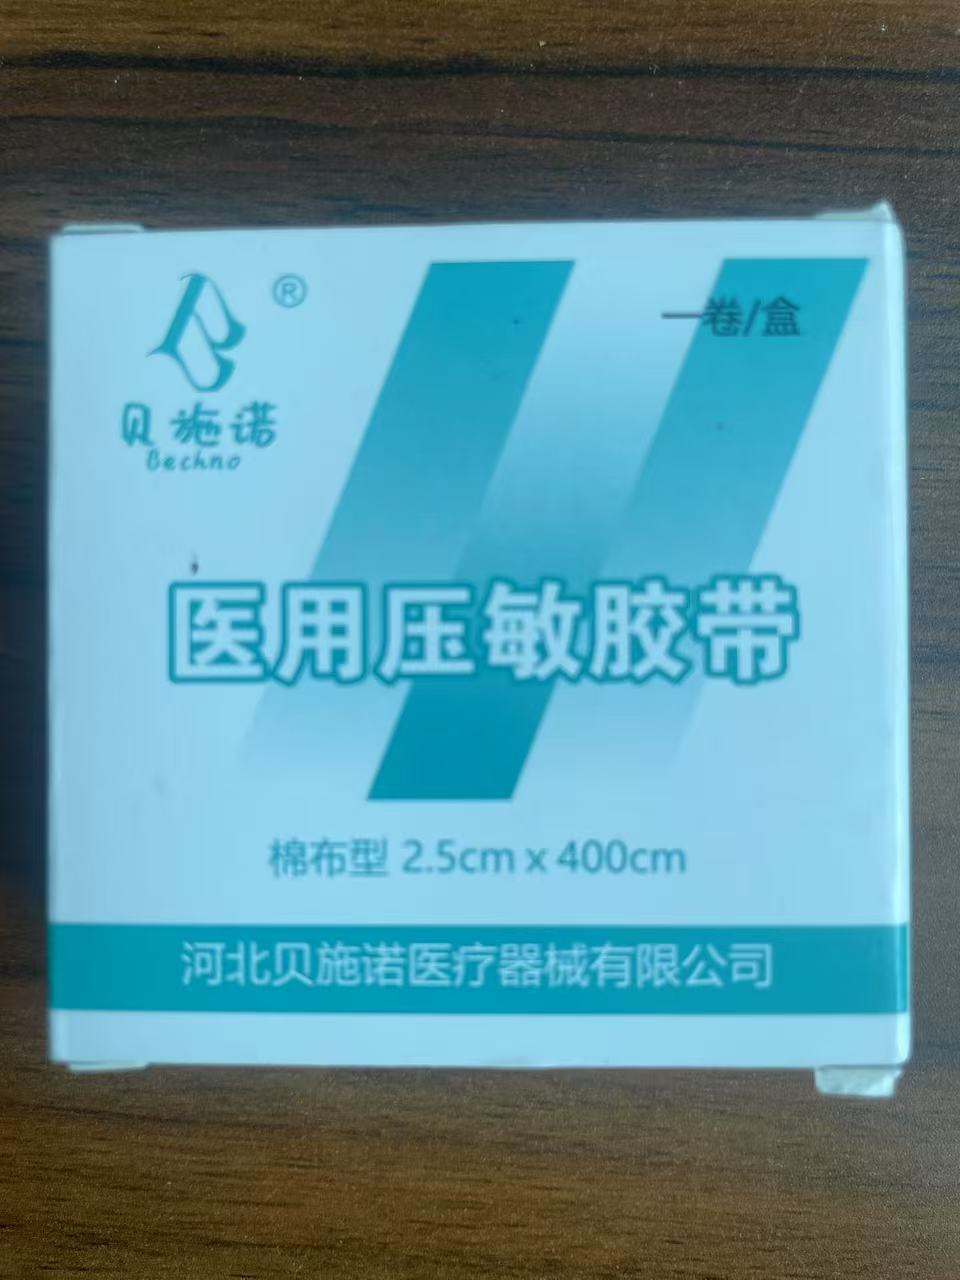 ®
一卷/盒
贝施诺
Bechno
医用压敏胶带
棉布型 2.5cm x 400cm
河北贝施诺医疗器械有限公司